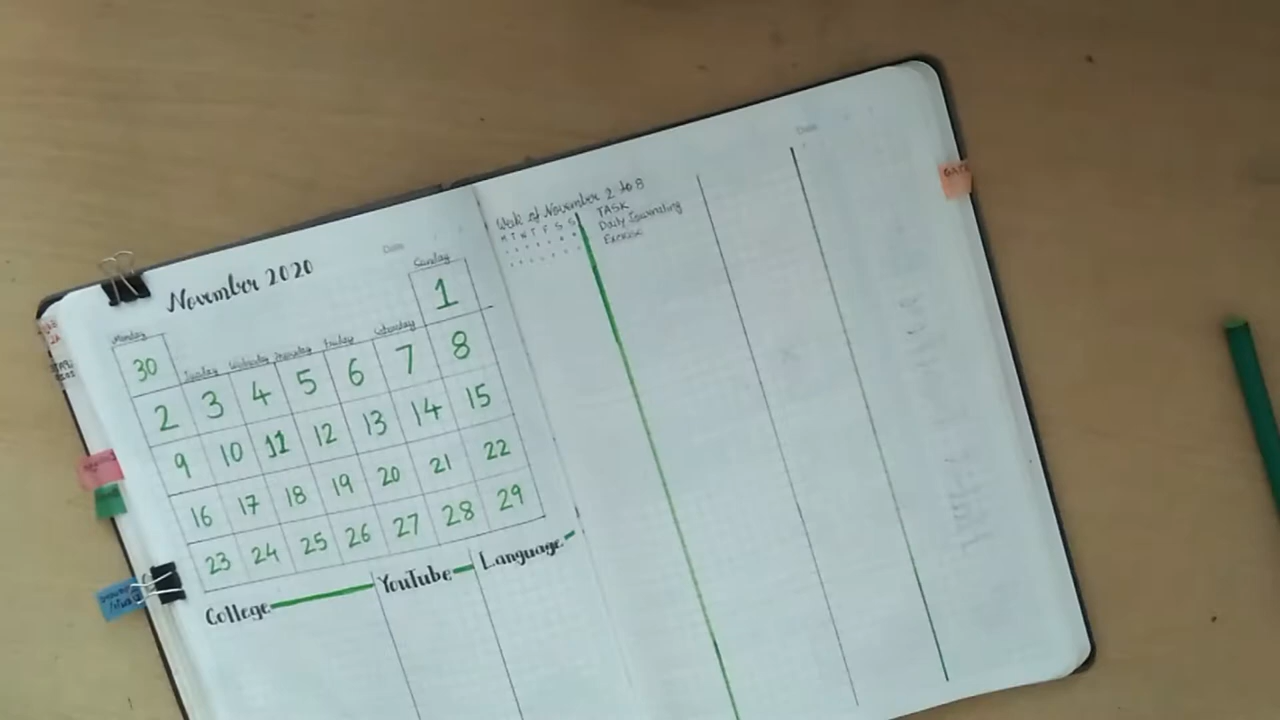 November 2020
Date
Sunday
1
Monday
30
Tuesday Wednesday Thursday Friday Saturday
2 3 4 5 6 7 8
9 10 11 12 13 14 15
16 17 18 19 20 21 22
23 24 25 26 27 28 29
College YouTube Language
Date
Week of November 2 to 8
M T W T F S S TASK
Daily Journaling
Exercise